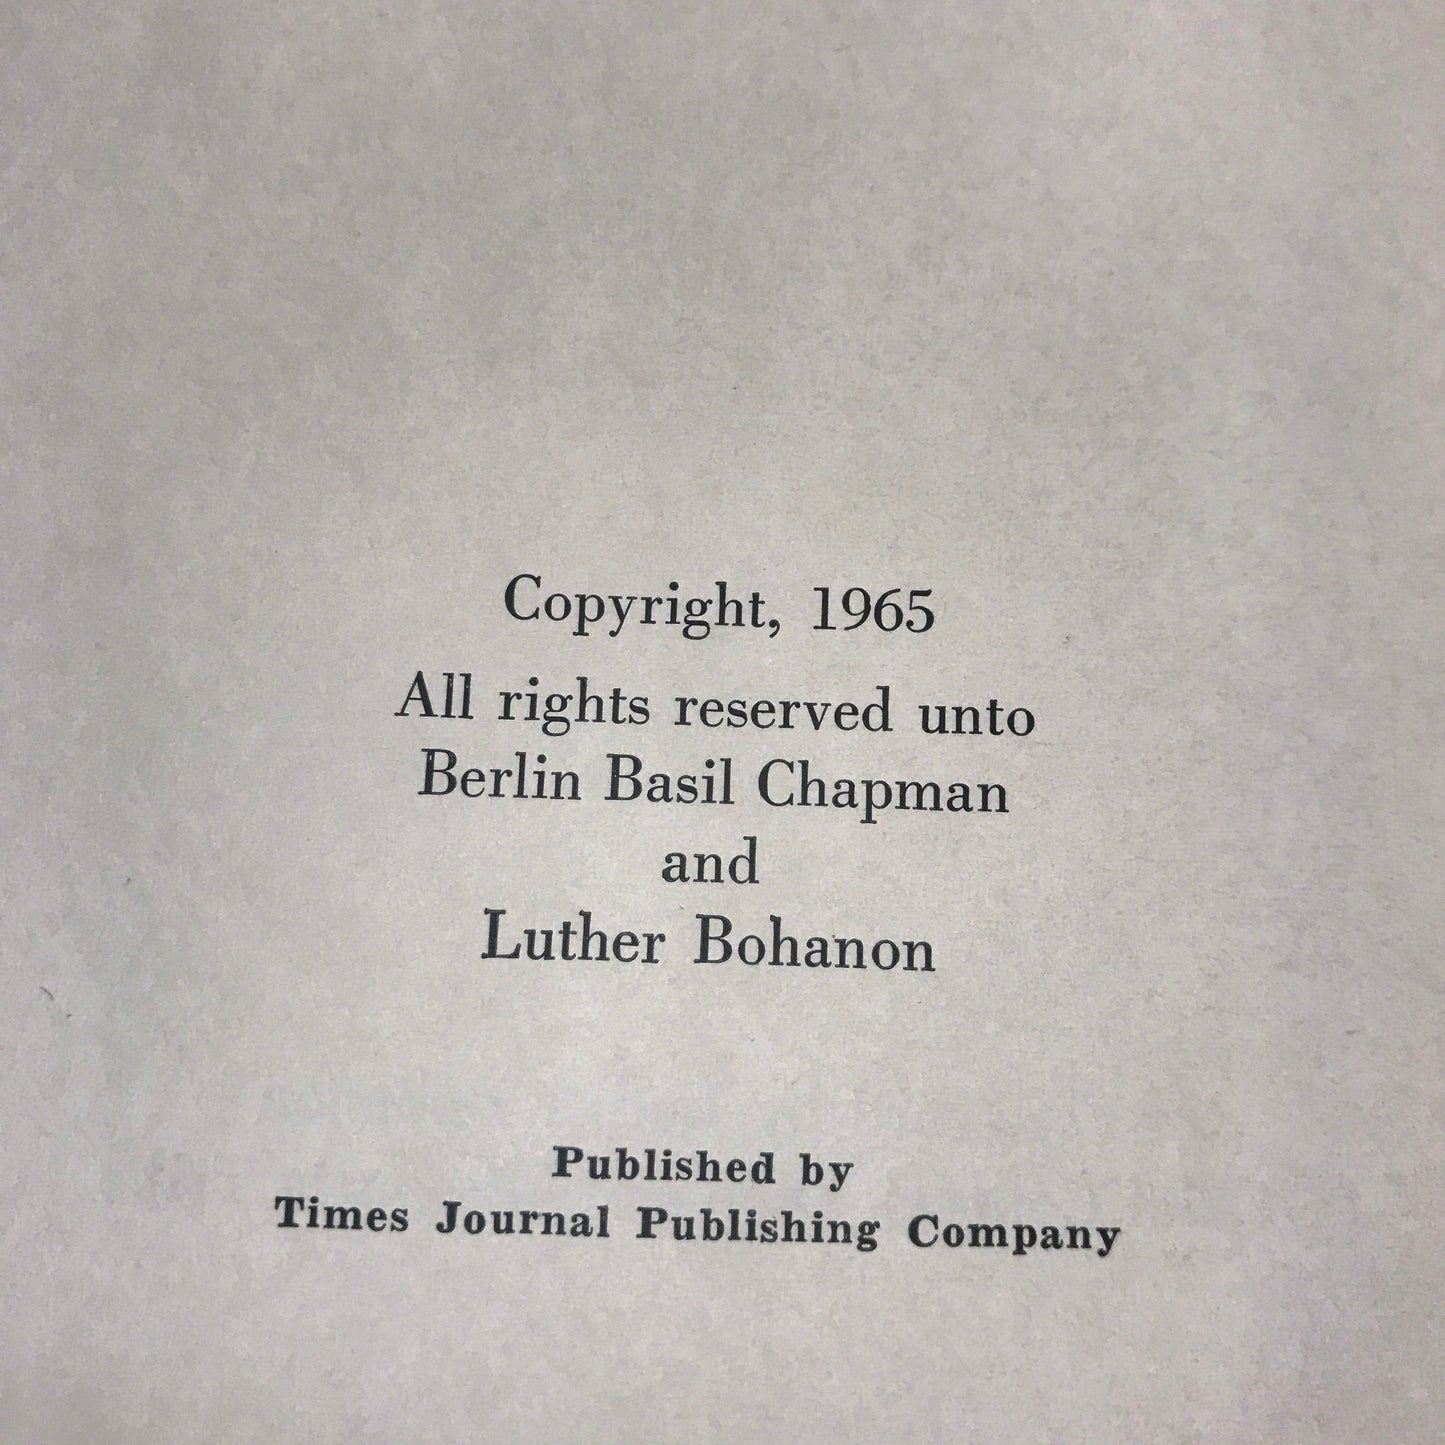 Copyright, 1965
All rights reserved unto
Berlin Basil Chapman
and
Luther Bohanon
Published by
Times Journal Publishing Company